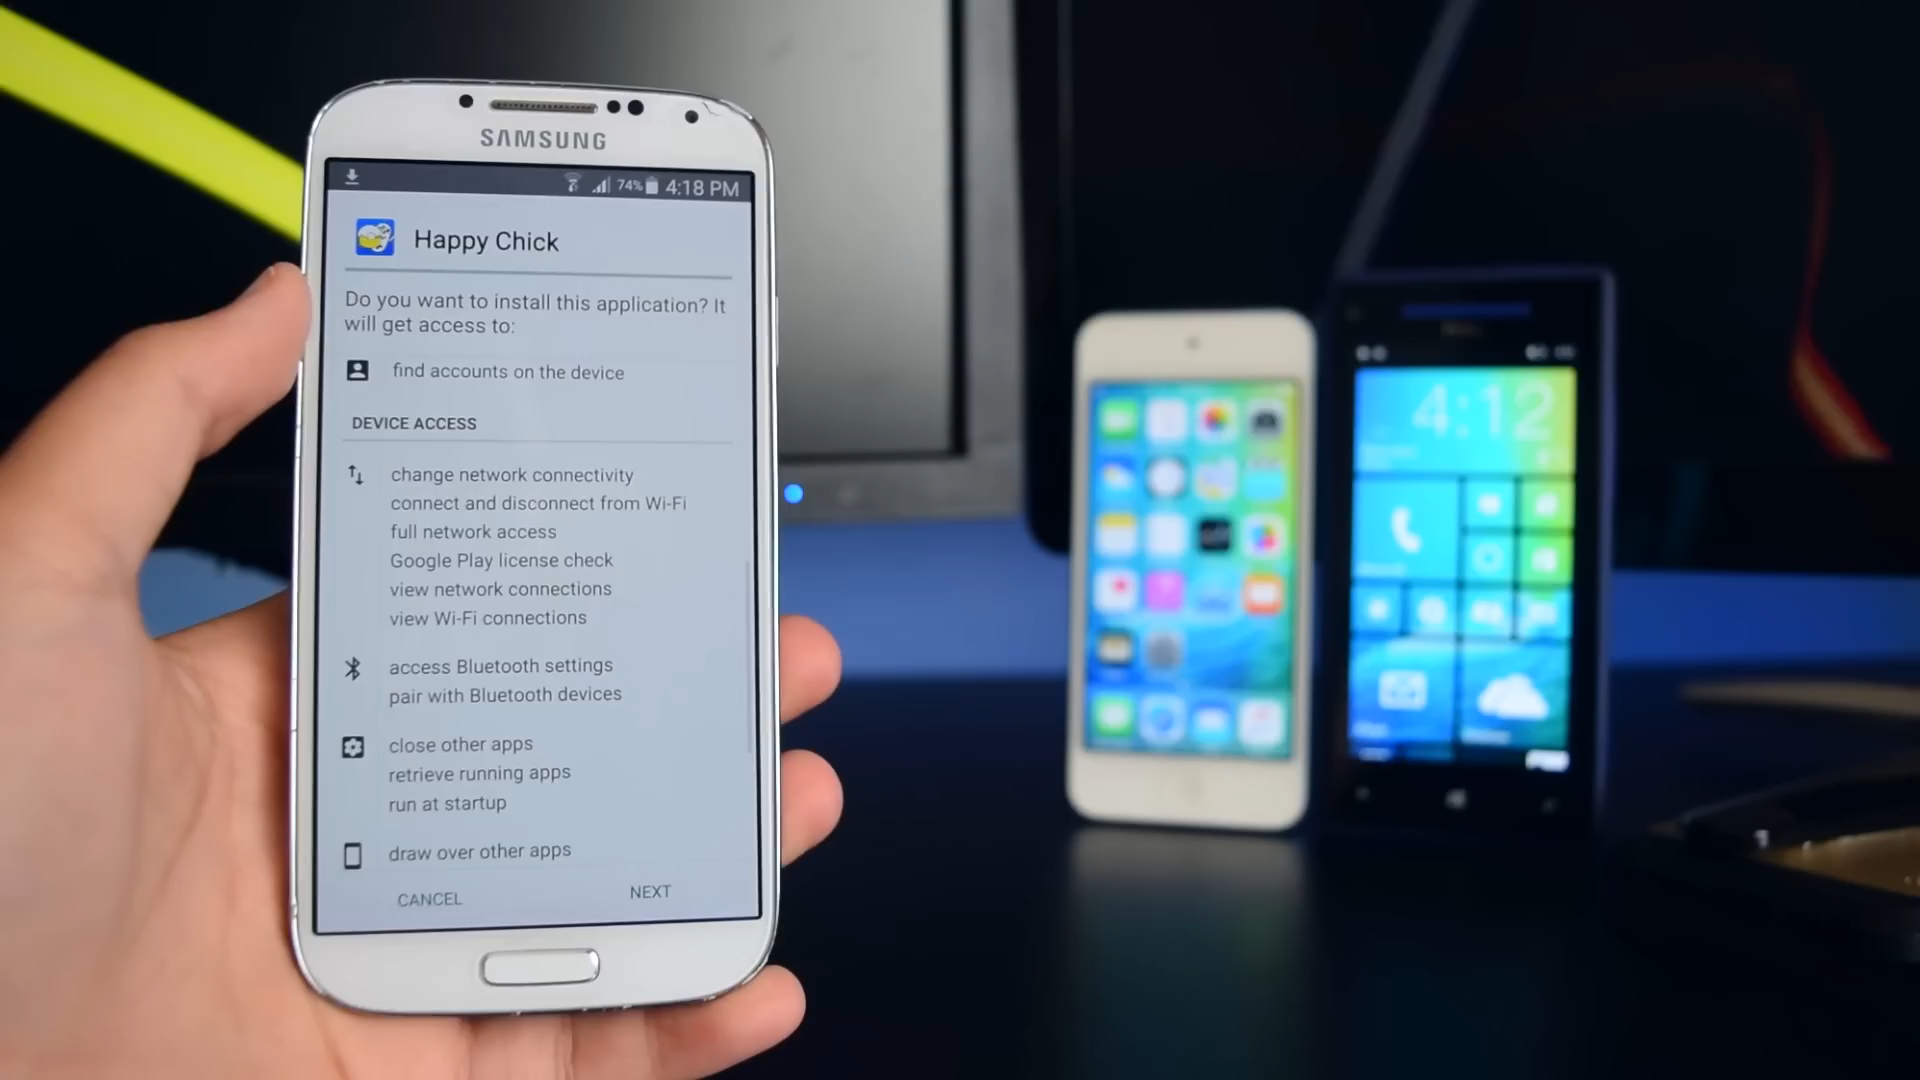 SAMSUNG
74% 4:18 PM
Happy Chick
Do you want to install this application? It
will get access to:
find accounts on the device
DEVICE ACCESS
change network connectivity
connect and disconnect from Wi-Fi
full network access
Google Play license check
view network connections
view Wi-Fi connections
access Bluetooth settings
pair with Bluetooth devices
close other apps
retrieve running apps
run at startup
draw over other apps
CANCEL
NEXT
4:12